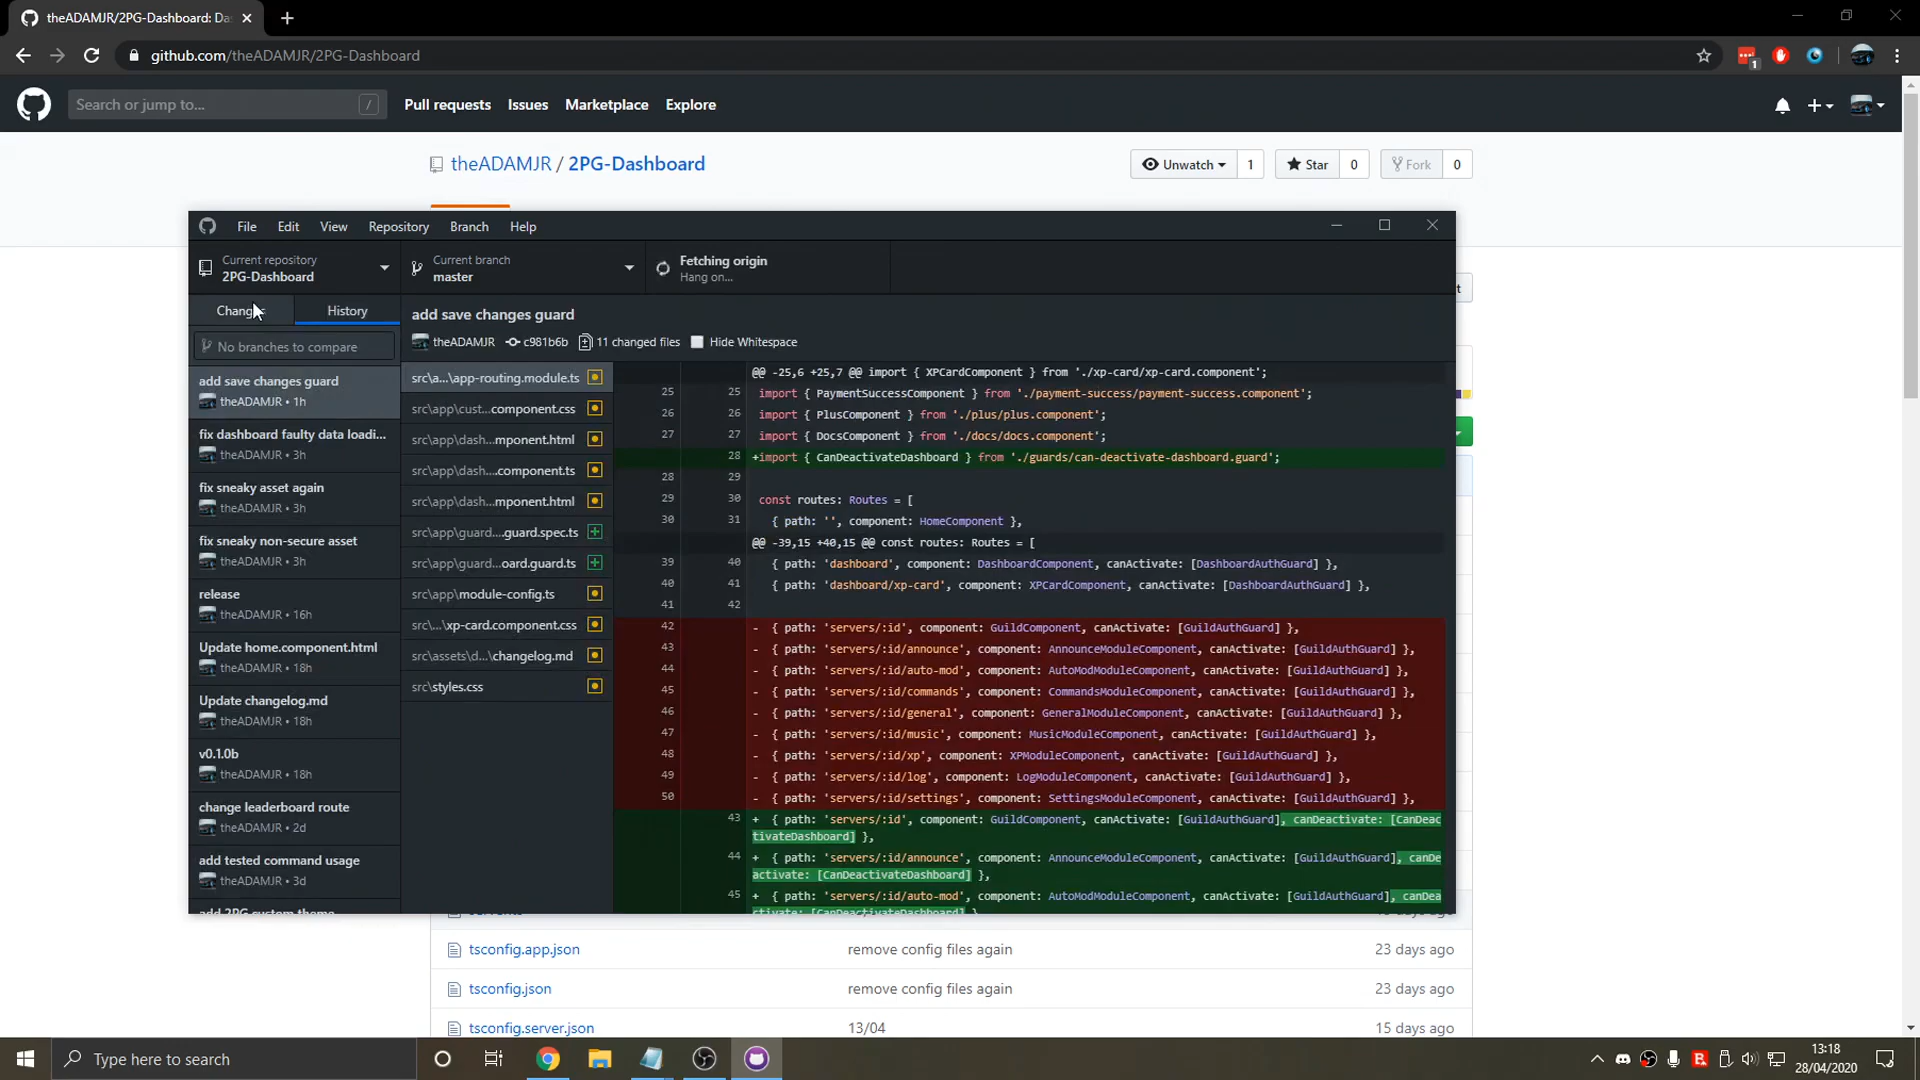 theADAMJR/2PG-Dashboard: Da
github.com/theADAMJR/2PG-Dashboard
1
Search or jump to...
/
Pull requests
Issues
Marketplace
Explore
theADAMJR / 2PG-Dashboard
Unwatch
1
Star
0
Fork
0
File
Edit
View
Repository
Branch
Help
Current repository
2PG-Dashboard
Current branch
master
Fetching origin
Hang on...
Chang
History
No branches to compare
add save changes guard
theADAMJR • 1h
fix dashboard faulty data loadi...
theADAMJR • 3h
fix sneaky asset again
theADAMJR • 3h
fix sneaky non-secure asset
theADAMJR • 3h
release
theADAMJR • 16h
Update home.component.html
theADAMJR • 18h
Update changelog.md
theADAMJR • 18h
v0.1.0b
theADAMJR • 18h
change leaderboard route
theADAMJR • 2d
add tested command usage
theADAMJR • 3d
add 2PG custom theme
add save changes guard
theADAMJR
c981b6b
11 changed files
Hide Whitespace
src\a...\app-routing.module.ts
src\app\cust....component.css
src\app\dash...mponent.html
src\app\dash....component.ts
src\app\dash...mponent.html
src\app\guard....guard.spec.ts
src\app\guard...oard.guard.ts
src\app\module-config.ts
src\...\xp-card.component.css
src\assets\d...\changelog.md
src\styles.css
@@ -25,6 +25,7 @@ import { XPCardComponent } from './xp-card/xp-card.component';
25 25 import { PaymentSuccessComponent } from './payment-success/payment-success.component';
26 26 import { PlusComponent } from './plus/plus.component';
27 27 import { DocsComponent } from './docs/docs.component';
28 +import { CanDeactivateDashboard } from './guards/can-deactivate-dashboard.guard';
28 29
29 30 const routes: Routes = [
30 31 { path: '', component: HomeComponent },
@@ -39,15 +40,15 @@ const routes: Routes = [
39 40 { path: 'dashboard', component: DashboardComponent, canActivate: [DashboardAuthGuard] },
40 41 { path: 'dashboard/xp-card', component: XPCardComponent, canActivate: [DashboardAuthGuard] },
41 42
42 - { path: 'servers/:id', component: GuildComponent, canActivate: [GuildAuthGuard] },
43 - { path: 'servers/:id/announce', component: AnnounceModuleComponent, canActivate: [GuildAuthGuard] },
44 - { path: 'servers/:id/auto-mod', component: AutoModModuleComponent, canActivate: [GuildAuthGuard] },
45 - { path: 'servers/:id/commands', component: CommandsModuleComponent, canActivate: [GuildAuthGuard] },
46 - { path: 'servers/:id/general', component: GeneralModuleComponent, canActivate: [GuildAuthGuard] },
47 - { path: 'servers/:id/music', component: MusicModuleComponent, canActivate: [GuildAuthGuard] },
48 - { path: 'servers/:id/xp', component: XPModuleComponent, canActivate: [GuildAuthGuard] },
49 - { path: 'servers/:id/log', component: LogModuleComponent, canActivate: [GuildAuthGuard] },
50 - { path: 'servers/:id/settings', component: SettingsModuleComponent, canActivate: [GuildAuthGuard] },
43 + { path: 'servers/:id', component: GuildComponent, canActivate: [GuildAuthGuard], canDeactivate: [CanDeac
tivateDashboard] },
44 + { path: 'servers/:id/announce', component: AnnounceModuleComponent, canActivate: [GuildAuthGuard], canDe
activate: [CanDeactivateDashboard] },
45 + { path: 'servers/:id/auto-mod', component: AutoModModuleComponent, canActivate: [GuildAuthGuard], canDea
ctivate: [CanDeactivateDashboard] },
tsconfig.app.json
remove config files again
23 days ago
tsconfig.json
remove config files again
23 days ago
tsconfig.server.json
13/04
15 days ago
Type here to search
13:18
28/04/2020